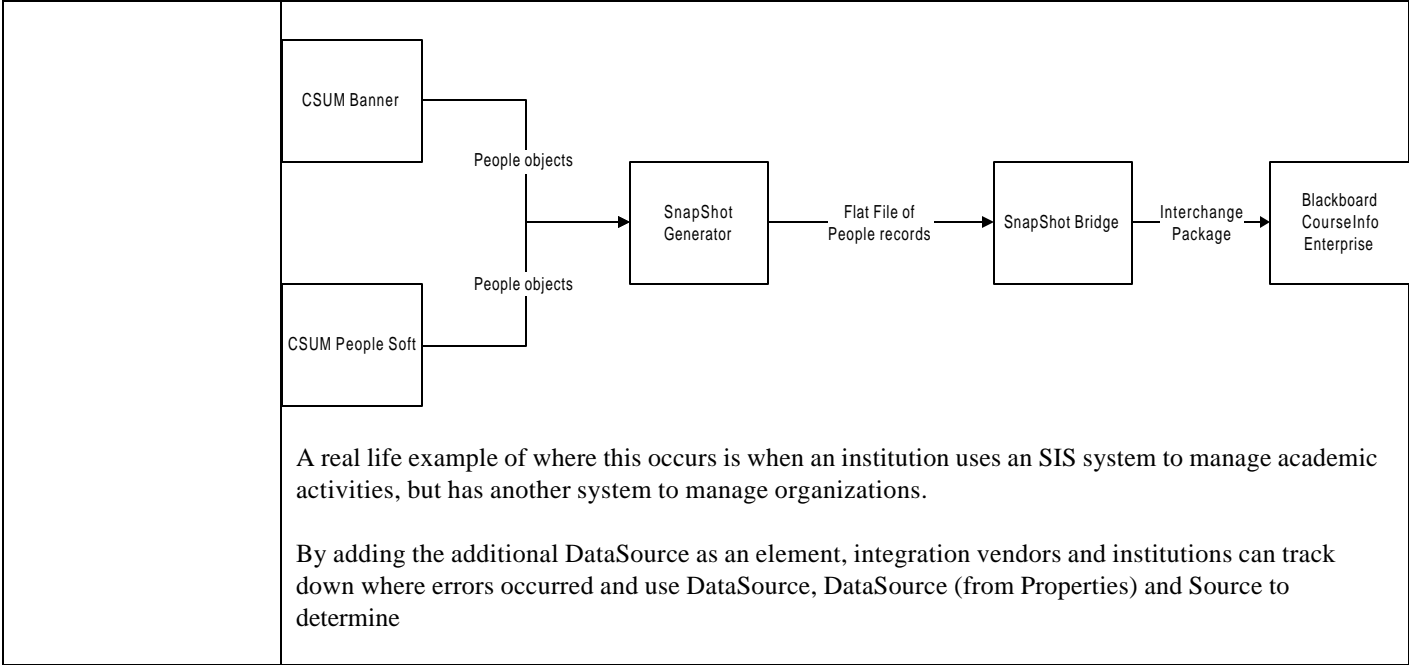 CSUM Banner
People objects
SnapShot
Generator
Flat File of
People records
SnapShot Bridge
Interchange
Package
Blackboard
CourseInfo
Enterprise
People objects
CSUM People Soft
A real life example of where this occurs is when an institution uses an SIS system to manage academic
activities, but has another system to manage organizations.
By adding the additional DataSource as an element, integration vendors and institutions can track
down where errors occurred and use DataSource, DataSource (from Properties) and Source to
determine